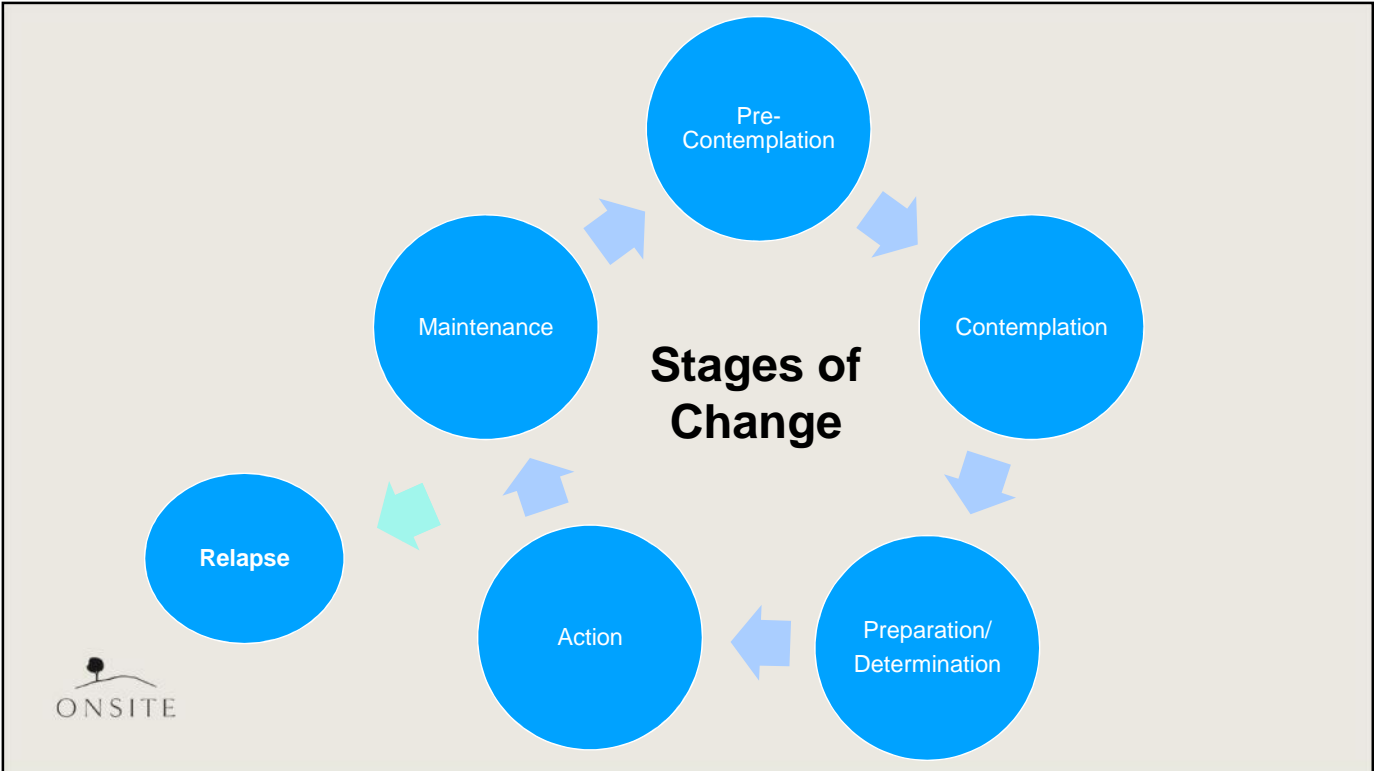 Pre-
Contemplation
Contemplation
Preparation/
Determination
Action
Maintenance
Relapse
Stages of
Change
ONSITE